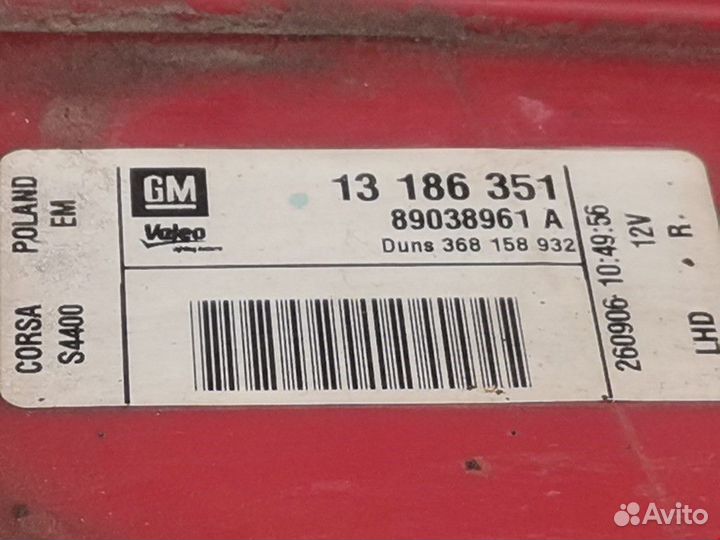 CORSA POLAND
S4400 EM
GM
Valeo
13 186 351
89038961 A
Duns 368 158 932
260906 10:49:56
12V
LHD R.
Avito